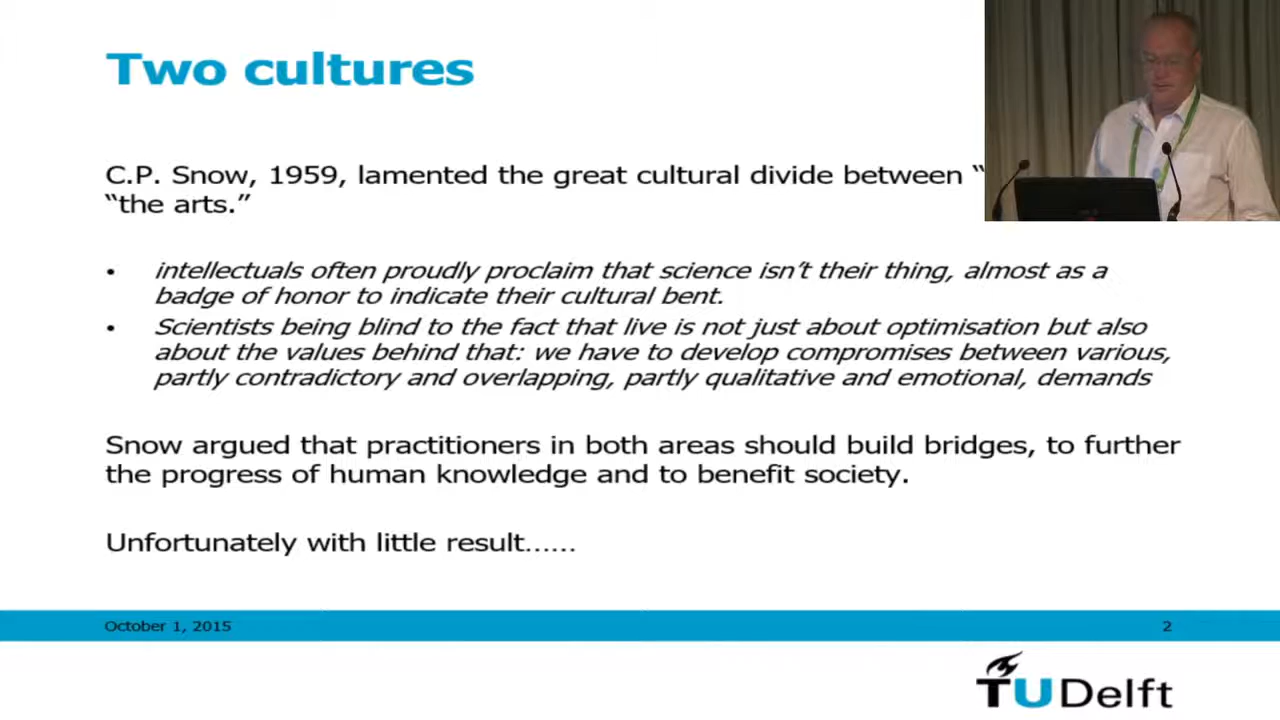 Two cultures
C.P. Snow, 1959, lamented the great cultural divide between “
“the arts.”
• intellectuals often proudly proclaim that science isn’t their thing, almost as a
badge of honor to indicate their cultural bent.
• Scientists being blind to the fact that live is not just about optimisation but also
about the values behind that: we have to develop compromises between various,
partly contradictory and overlapping, partly qualitative and emotional, demands
Snow argued that practitioners in both areas should build bridges, to further
the progress of human knowledge and to benefit society.
Unfortunately with little result......
October 1, 2015
2
TUDelft